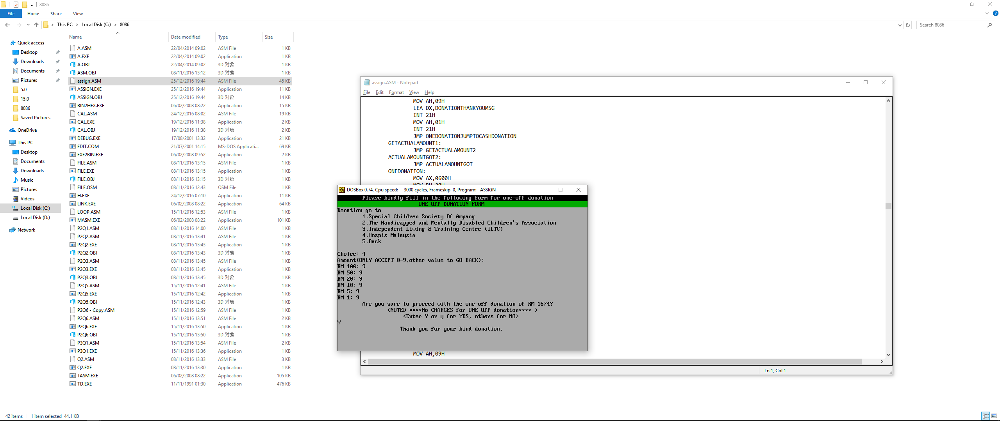 8086
File Home Share View
This PC Local Disk (C:) 8086
Search 8086
Quick access
Desktop
Downloads
Documents
Pictures
5.0
15.0
8086
Saved Pictures
OneDrive
This PC
Desktop
Documents
Downloads
Music
Pictures
Videos
Local Disk (C:)
Local Disk (D:)
Network
Name Date modified Type Size
A.ASM 22/04/2014 09:02 ASM File 1 KB
A.EXE 22/04/2014 09:02 Application 1 KB
A.OBJ 22/04/2014 09:02 3D 对象 1 KB
ASM.OBJ 08/11/2016 13:12 3D 对象 1 KB
assign.ASM 25/12/2016 19:44 ASM File 45 KB
ASSIGN.EXE 25/12/2016 19:44 Application 11 KB
ASSIGN.OBJ 25/12/2016 19:44 3D 对象 14 KB
BIN2HEX.EXE 06/02/2008 08:22 Application 15 KB
CAL.ASM 24/12/2016 08:02 ASM File 19 KB
CAL.EXE 19/12/2016 11:38 Application 2 KB
CAL.OBJ 19/12/2016 11:38 3D 对象 2 KB
DEBUG.EXE 17/08/2001 13:32 Application 21 KB
EDIT.COM 21/07/2001 14:15 MS-DOS Applicati... 69 KB
EXE2BIN.EXE 06/02/2008 09:52 Application 2 KB
FILE.ASM 08/11/2016 13:15 ASM File 1 KB
FILE.EXE 08/11/2016 13:15 Application 1 KB
FILE.OBJ 08/11/2016 13:15 3D 对象 1 KB
FILE.OSM 08/11/2016 12:43 OSM File 1 KB
H.EXE 24/12/2016 07:10 Application 11 KB
LINK.EXE 06/02/2008 08:22 Application 64 KB
LOOP.ASM 15/11/2016 12:53 ASM File 1 KB
MASM.EXE 06/02/2008 08:22 Application 101 KB
P2Q1.ASM 08/11/2016 14:00 ASM File 1 KB
P2Q2.ASM 08/11/2016 13:41 ASM File 1 KB
P2Q2.EXE 08/11/2016 13:43 Application 1 KB
P2Q2.OBJ 08/11/2016 13:43 3D 对象 1 KB
P2Q3.ASM 08/11/2016 13:45 ASM File 1 KB
P2Q3.EXE 08/11/2016 13:45 Application 1 KB
P2Q3.OBJ 08/11/2016 13:45 3D 对象 1 KB
P2Q5.ASM 15/11/2016 12:41 ASM File 1 KB
P2Q5.EXE 15/11/2016 12:42 Application 1 KB
P2Q5.OBJ 15/11/2016 12:43 3D 对象 1 KB
P2Q6 - Copy.ASM 15/11/2016 12:59 ASM File 1 KB
P2Q6.ASM 15/11/2016 13:51 ASM File 2 KB
P2Q6.EXE 15/11/2016 13:50 Application 1 KB
P2Q6.OBJ 15/11/2016 13:50 3D 对象 1 KB
P3Q1.ASM 15/11/2016 13:54 ASM File 2 KB
P3Q1.EXE 15/11/2016 13:36 Application 1 KB
Q2.ASM 08/11/2016 13:33 ASM File 3 KB
Q2.EXE 08/11/2016 13:30 Application 1 KB
TASM.EXE 06/02/2008 08:22 Application 105 KB
TD.EXE 11/11/1991 01:30 Application 476 KB
42 items 1 item selected 44.1 KB
assign.ASM - Notepad
File Edit Format View Help
MOV AH,09H
LEA DX,DONATIONTHANKYOUMSG
INT 21H
MOV AH,01H
INT 21H
JMP ONEDONATIONJUMPTOCASHDONATION
GETACTUALAMOUNT1:
JMP GETACTUALAMOUNT2
ACTUALAMOUNTGOT2:
JMP ACTUALAMOUNTGOT
ONEDONATION:
MOV AX,0600H
DOSBox 0.74, Cpu speed: 3000 cycles, Frameskip 0, Program: ASSIGN
Please kindly fill in the following form for one-off donation
ONE-OFF DONATION FORM
Donation go to
1.Special Children Society Of Ampang
2.The Handicapped and Mentally Disabled Children's Association
3.Independent Living & Training Centre (ILTC)
4.Hospis Malaysia
5.Back
Choice: 4
Amount(ONLY ACCEPT 0-9,other value to GO BACK):
RM 100: 9
RM 50: 9
RM 20: 9
RM 10: 9
RM 5: 9
RM 1: 9
Are you sure to proceed with the one-off donation of RM 1674?
(NOTED ****No CHARGES for ONE-OFF donation**** )
<Enter Y or y for YES, others for NO>
Y
Thank you for your kind donation.
MOV AH,09H
Ln 1, Col 1